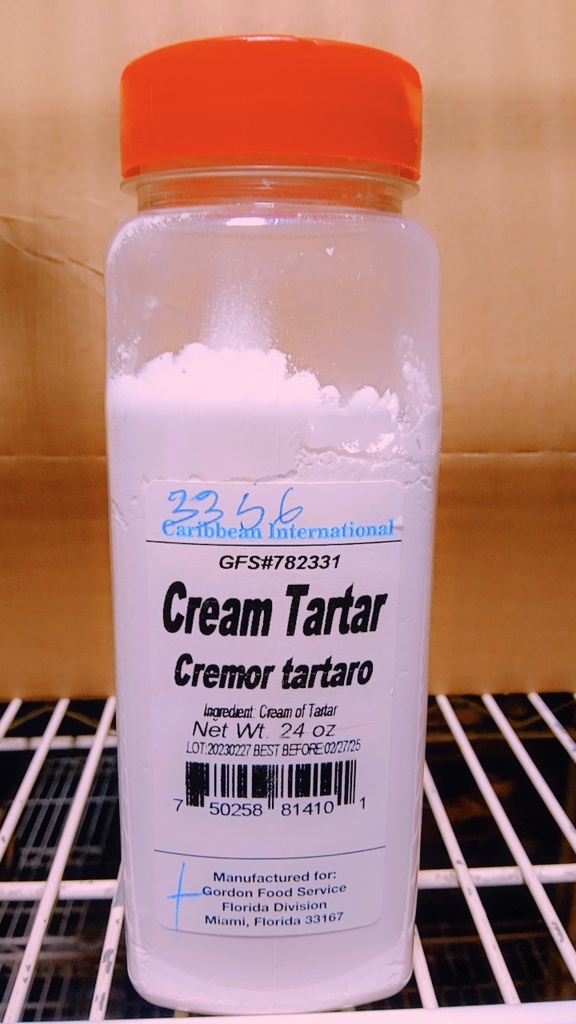 3356
Caribbean International
GFS#782331
Cream Tartar
Cremor tartaro
Ingredient: Cream of Tartar
Net Wt. 24 oz
LOT:20230227 BEST BEFORE:02/27/25
7 50258 81410 1
Manufactured for:
Gordon Food Service
Florida Division
Miami, Florida 33167